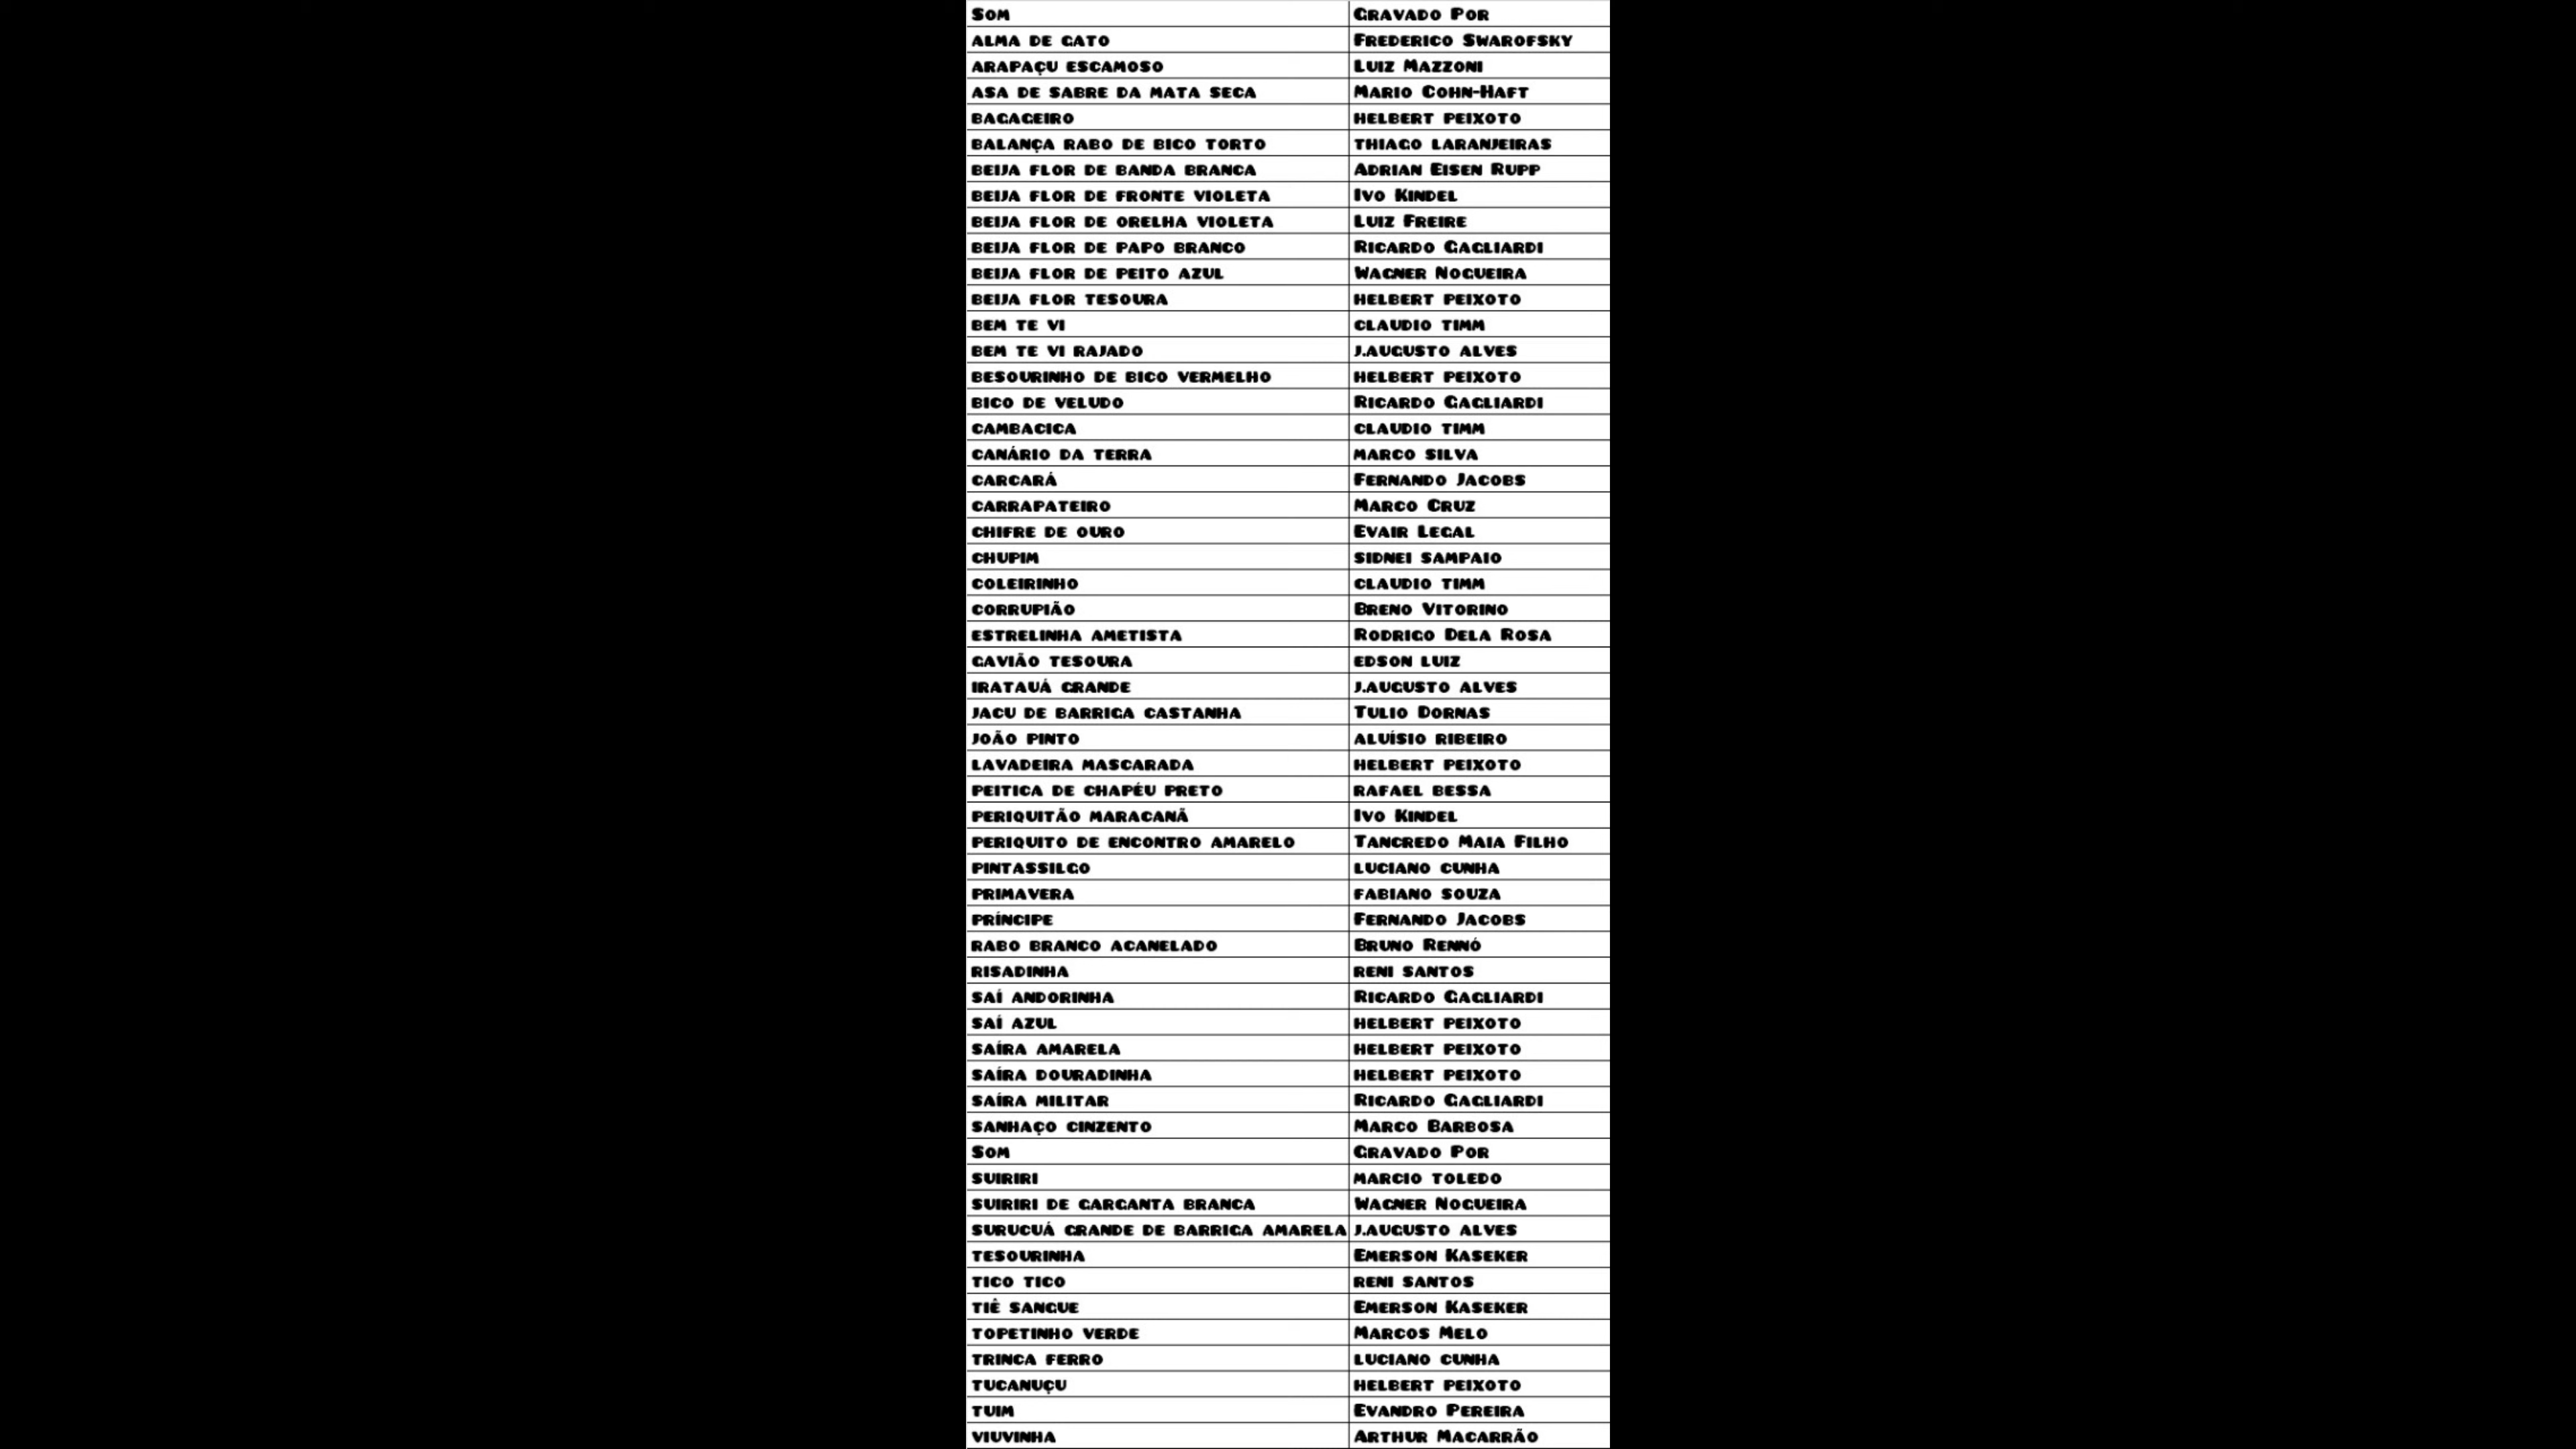 Som Gravado Por
ALMA DE GATO Frederico Swarofsky
ARAPAÇU ESCAMOSO Luiz Mazzoni
ASA DE SABRE DA MATA SECA Mario Cohn-Haft
BAGAGEIRO HELBERT PEIXOTO
BALANÇA RABO DE BICO TORTO THIAGO LARANJEIRAS
BEIJA FLOR DE BANDA BRANCA Adrian Eisen Rupp
BEIJA FLOR DE FRONTE VIOLETA Ivo Kindel
BEIJA FLOR DE ORELHA VIOLETA Luiz Freire
BEIJA FLOR DE PAPO BRANCO Ricardo Gagliardi
BEIJA FLOR DE PEITO AZUL Wagner Nogueira
BEIJA FLOR TESOURA HELBERT PEIXOTO
BEM TE VI CLAUDIO TIMM
BEM TE VI RAJADO J.AUGUSTO ALVES
BESOURINHO DE BICO VERMELHO HELBERT PEIXOTO
BICO DE VELUDO Ricardo Gagliardi
CAMBACICA CLAUDIO TIMM
CANÁRIO DA TERRA MARCO SILVA
CARCARÁ Fernando Jacobs
CARRAPATEIRO Marco Cruz
CHIFRE DE OURO Evair Legal
CHUPIM SIDNEI SAMPAIO
COLEIRINHO CLAUDIO TIMM
CORRUPIÃO Breno Vitorino
ESTRELINHA AMETISTA Rodrigo Dela Rosa
GAVIÃO TESOURA EDSON LUIZ
IRATAUÁ GRANDE J.AUGUSTO ALVES
JACU DE BARRIGA CASTANHA Tulio Dornas
JOÃO PINTO ALUÍSIO RIBEIRO
LAVADEIRA MASCARADA HELBERT PEIXOTO
PEITICA DE CHAPÉU PRETO RAFAEL BESSA
PERIQUITÃO MARACANÃ Ivo Kindel
PERIQUITO DE ENCONTRO AMARELO Tancredo Maia Filho
PINTASSILGO LUCIANO CUNHA
PRIMAVERA FABIANO SOUZA
PRÍNCIPE Fernando Jacobs
RABO BRANCO ACANELADO Bruno Rennó
RISADINHA RENI SANTOS
SAÍ ANDORINHA Ricardo Gagliardi
SAÍ AZUL HELBERT PEIXOTO
SAÍRA AMARELA HELBERT PEIXOTO
SAÍRA DOURADINHA HELBERT PEIXOTO
SAÍRA MILITAR Ricardo Gagliardi
SANHAÇO CINZENTO Marco Barbosa
Som Gravado Por
SUIRIRI MARCIO TOLEDO
SUIRIRI DE GARGANTA BRANCA Wagner Nogueira
SURUCUÁ GRANDE DE BARRIGA AMARELA J.AUGUSTO ALVES
TESOURINHA Emerson Kaseker
TICO TICO RENI SANTOS
TIÊ SANGUE Emerson Kaseker
TOPETINHO VERDE Marcos Melo
TRINCA FERRO LUCIANO CUNHA
TUCANUÇU HELBERT PEIXOTO
TUIM Evandro Pereira
VIUVINHA Arthur Macarrão